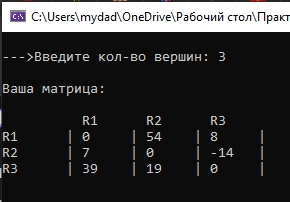 C:\Users\mydad\OneDrive\Рабочий стол\Практ
--->Введите кол-во вершин: 3
Ваша матрица:
R1 R2 R3
R1 | 0 | 54 | 8 |
R2 | 7 | 0 | -14 |
R3 | 39 | 19 | 0 |